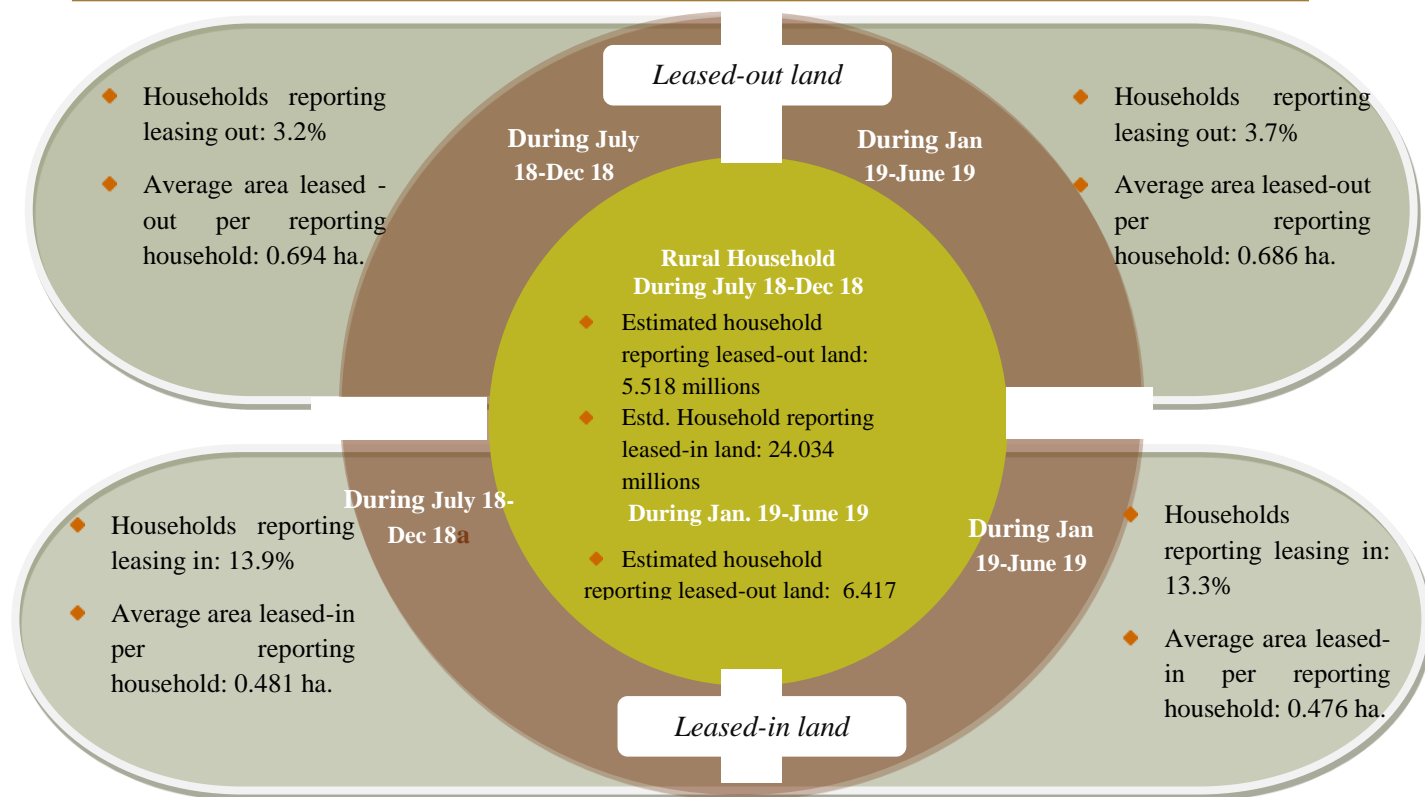 Leased-out land
Households reporting
leasing out: 3.2%
Average area leased -
out per reporting
household: 0.694 ha.
During July
18-Dec 18
During Jan
19-June 19
Households reporting
leasing out: 3.7%
Average area leased-out
per reporting
household: 0.686 ha.
Rural Household
During July 18-Dec 18
Estimated household
reporting leased-out land:
5.518 millions
Estd. Household reporting
leased-in land: 24.034
millions
During Jan. 19-June 19
Estimated household
reporting leased-out land: 6.417
Households reporting
leasing in: 13.9%
Average area leased-in
per reporting
household: 0.481 ha.
During July 18-
Dec 18a
During Jan
19-June 19
Households
reporting leasing in:
13.3%
Average area leased-
in per reporting
household: 0.476 ha.
Leased-in land